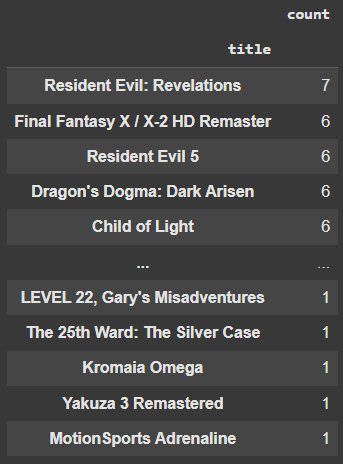 count
title
Resident Evil: Revelations 7
Final Fantasy X / X-2 HD Remaster 6
Resident Evil 5 6
Dragon's Dogma: Dark Arisen 6
Child of Light 6
... ...
LEVEL 22, Gary's Misadventures 1
The 25th Ward: The Silver Case 1
Kromaia Omega 1
Yakuza 3 Remastered 1
MotionSports Adrenaline 1